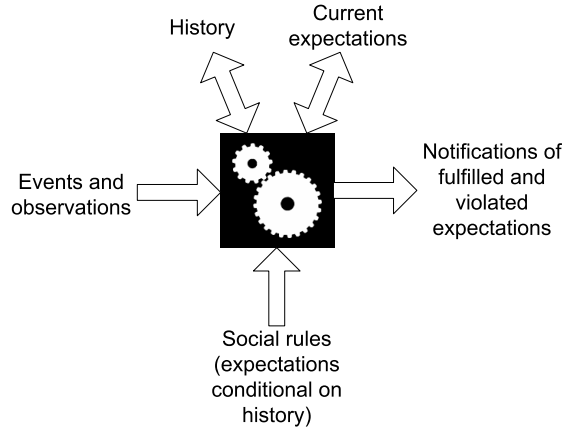 History
Current
expectations
Events and
observations
Notifications of
fulfilled and
violated
expectations
Social rules
(expectations
conditional on
history)